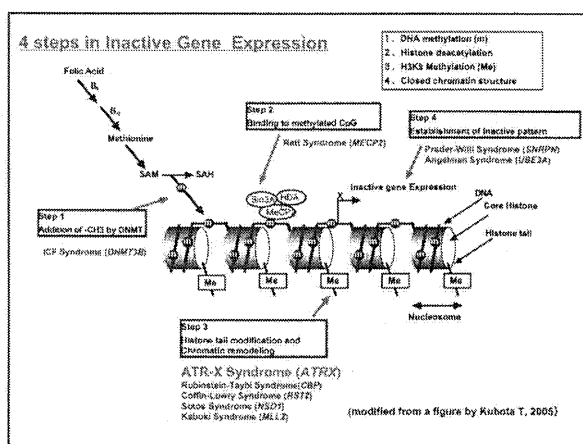 4 steps in Inactive Gene Expression
1、 DNA methylation (m)
2、 Histone deacetylation
3、 H3K9 Methylation (Me)
4、 Closed chromatin structure
Folic Acid
Methionine
SAM
SAH
Step 1
Addition of -CH3 by DNMT
ICF Syndrome (DNMT3B)
Step 2
Binding to methylated CpG
Rett Syndrome (MECP2)
Sin3A
HDA
MeCP
Step 4
Establishment of Inactive pattern
Prader-Willi Syndrome (SNRPN)
Angelman Syndrome (UBE3A)
X
Inactive gene Expression
DNA
Core Histone
Histone tail
Me Me Me Me Me
Nucleosome
Step 3
Histone tail modification and
Chromatin remodeling
ATR-X Syndrome (ATRX)
Rubinstein-Taybi Syndrome(CBP)
Coffin-Lowry Syndrome (RST2)
Sotos Syndrome (NSD1)
Kabuki Syndrome (MLL2)
(modified from a figure by Kubota T, 2005)